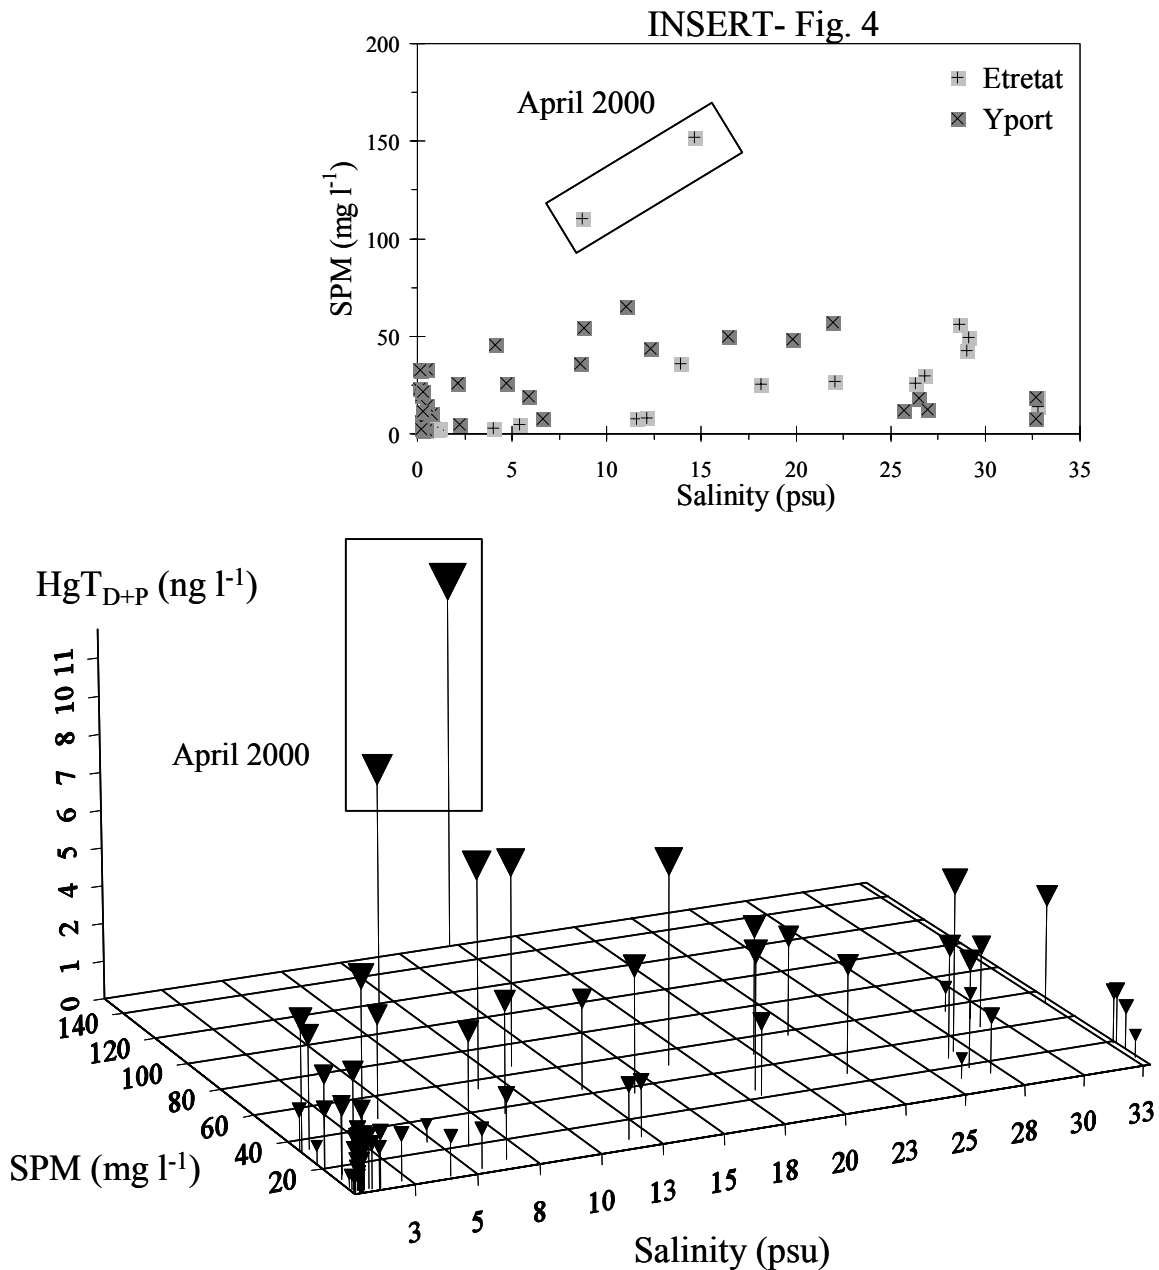 INSERT- Fig. 4
200
150
100
50
0
SPM (mg l-1)
April 2000
Etretat
Yport
0 5 10 15 20 25 30 35
Salinity (psu)
HgTD+P (ng l-1)
11
10
8
7
6
5
4
2
1
0
April 2000
140
120
100
80
60
40
20
SPM (mg l-1)
3 5 8 10 13 15 18 20 23 25 28 30 33
Salinity (psu)